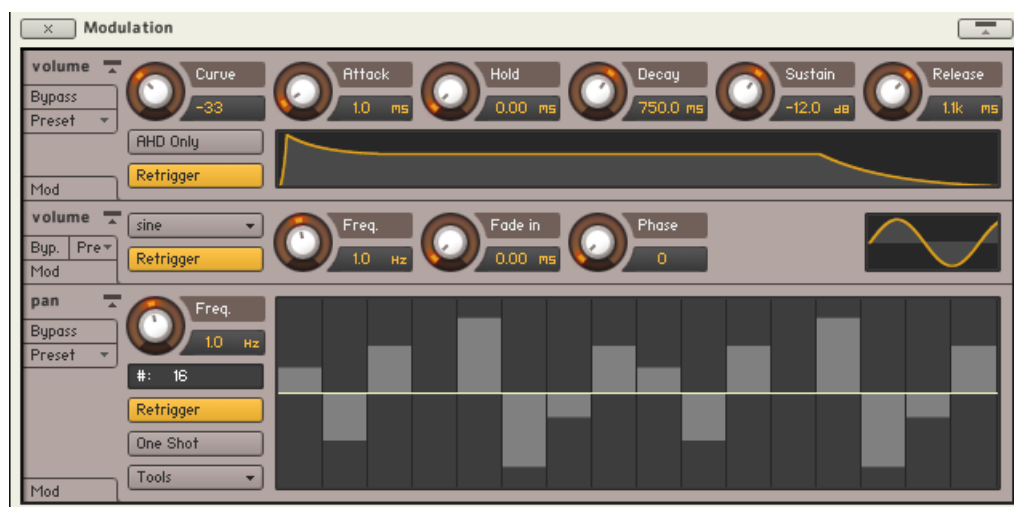 × Modulation
volume
Curve Attack Hold Decay Sustain Release
Bypass
-33 1.0 ms 0.00 ms 750.0 ms -12.0 dB 1.1k ms
Preset
AHD Only
Retrigger
Mod
volume
sine Freq. Fade in Phase
Byp. Pre
Retrigger 1.0 Hz 0.00 ms 0
Mod
pan
Freq.
Bypass
1.0 Hz
Preset
#: 16
Retrigger
One Shot
Tools
Mod